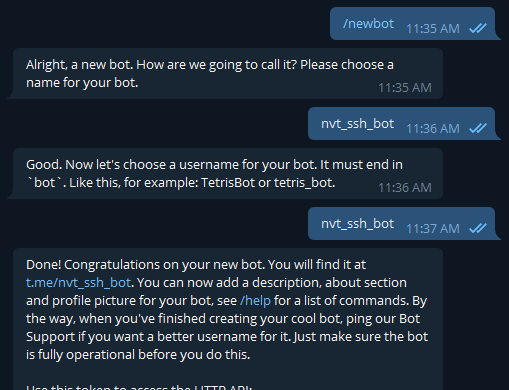 /newbot 11:35 AM
Alright, a new bot. How are we going to call it? Please choose a
name for your bot. 11:35 AM
nvt_ssh_bot 11:36 AM
Good. Now let's choose a username for your bot. It must end in
`bot`. Like this, for example: TetrisBot or tetris_bot. 11:36 AM
nvt_ssh_bot 11:37 AM
Done! Congratulations on your new bot. You will find it at
t.me/nvt_ssh_bot. You can now add a description, about section
and profile picture for your bot, see /help for a list of commands. By
the way, when you've finished creating your cool bot, ping our Bot
Support if you want a better username for it. Just make sure the bot
is fully operational before you do this.
Use this token to access the HTTP API: